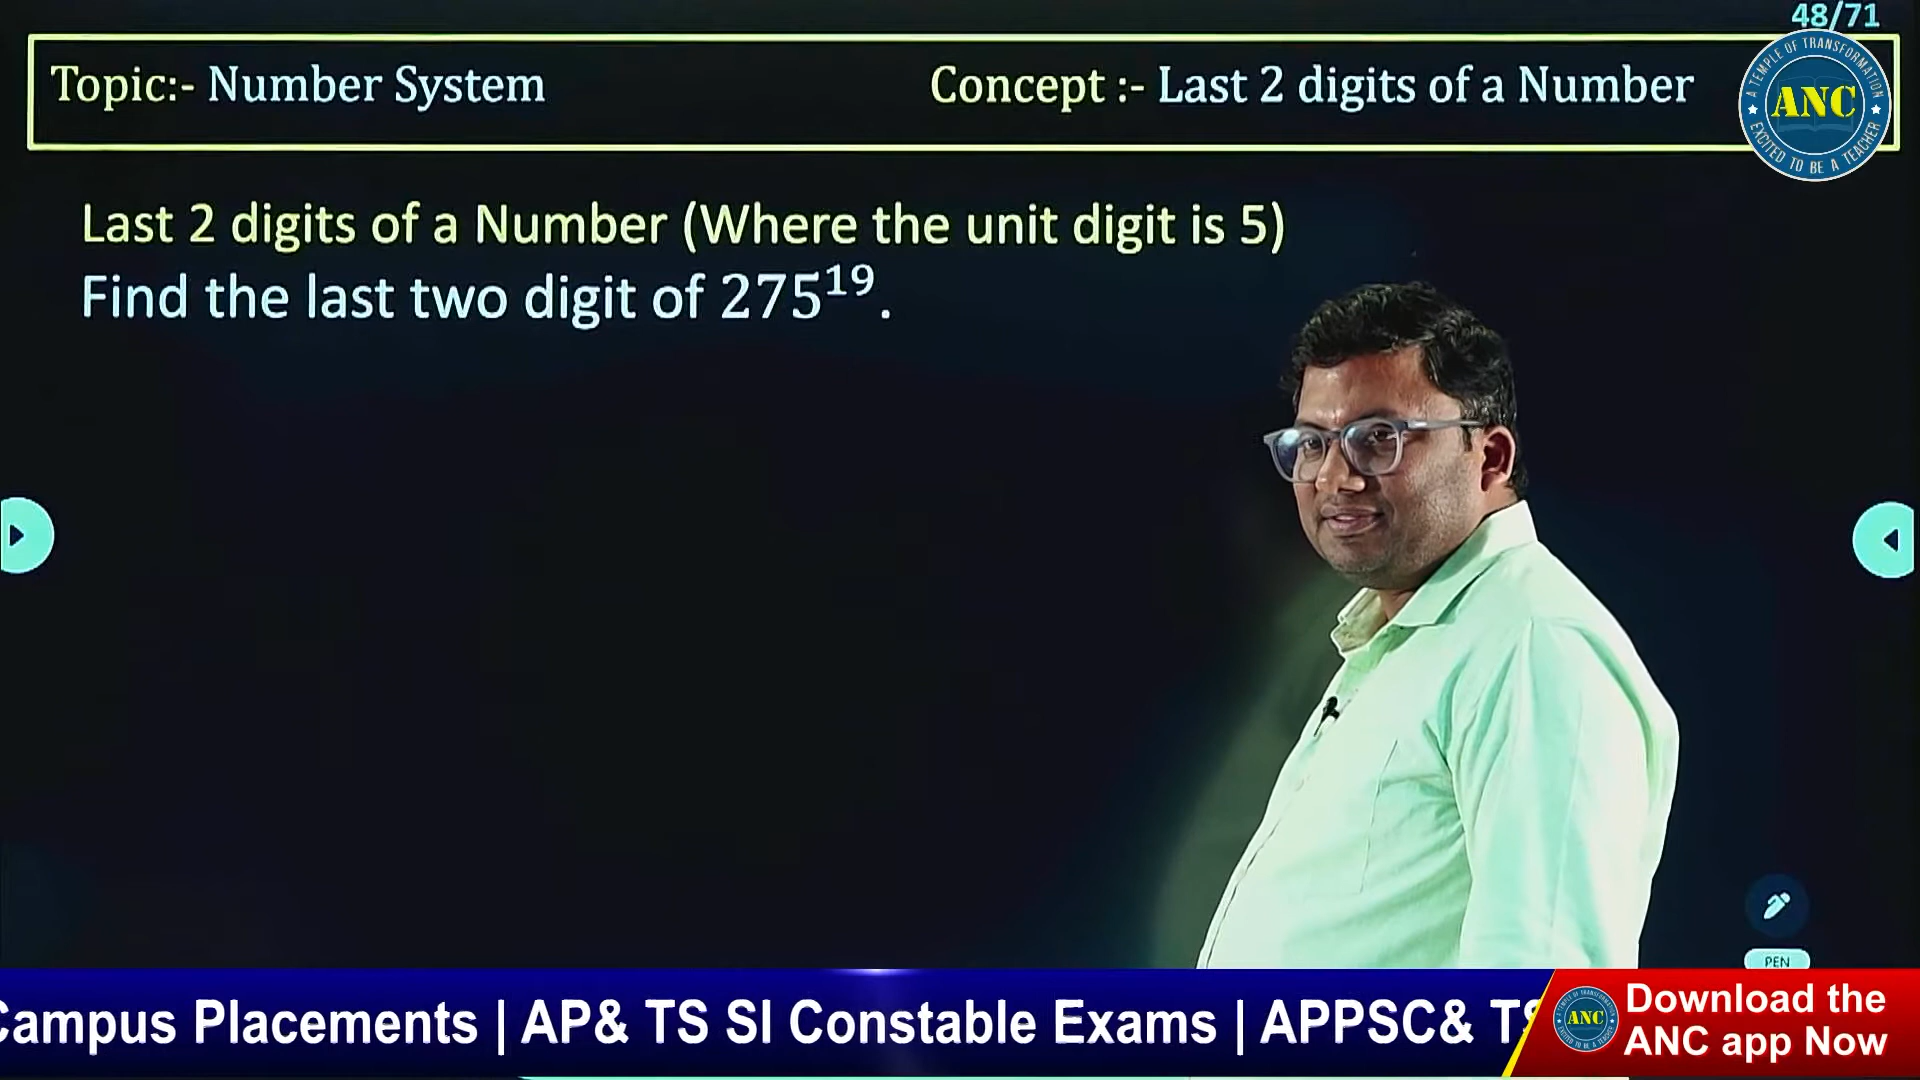 48/71
Topic:- Number System
Concept :- Last 2 digits of a Number
A TEMPLE OF TRANSFORMATION
ANC
EXCITED TO BE A TEACHER
Last 2 digits of a Number (Where the unit digit is 5)
Find the last two digit of 275¹⁹.
PEN
Campus Placements | AP& TS SI Constable Exams | APPSC& TS
ANC
Download the
ANC app Now